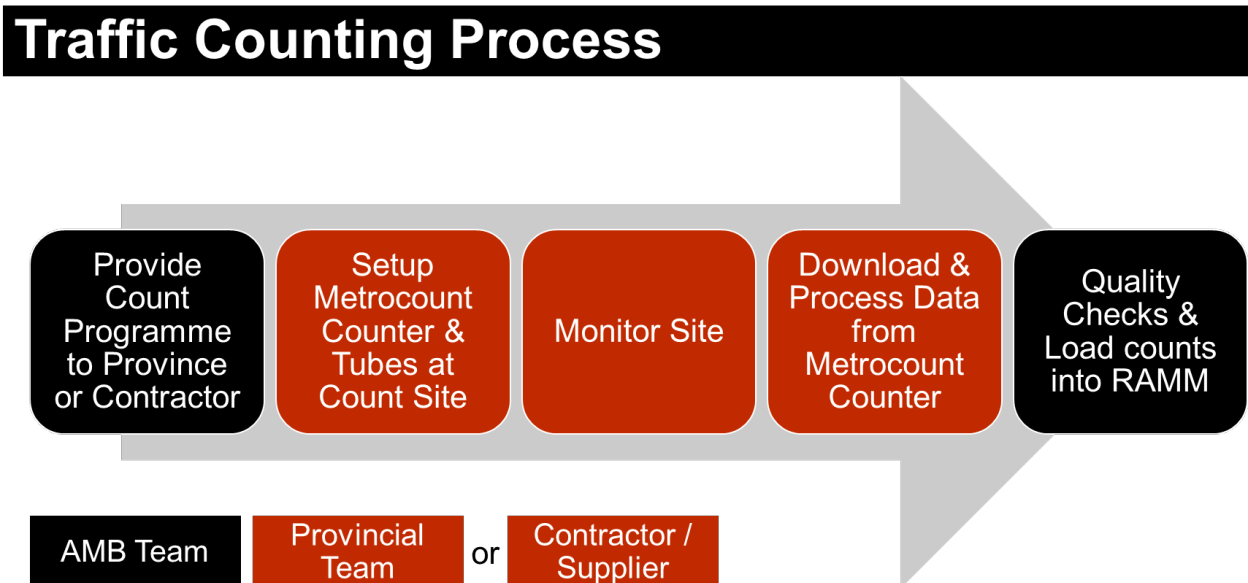 Traffic Counting Process
Provide
Count
Programme
to Province
or Contractor
Setup
Metrocount
Counter &
Tubes at
Count Site
Monitor Site
Download &
Process Data
from
Metrocount
Counter
Quality
Checks &
Load counts
into RAMM
AMB Team
Provincial
Team
or
Contractor /
Supplier